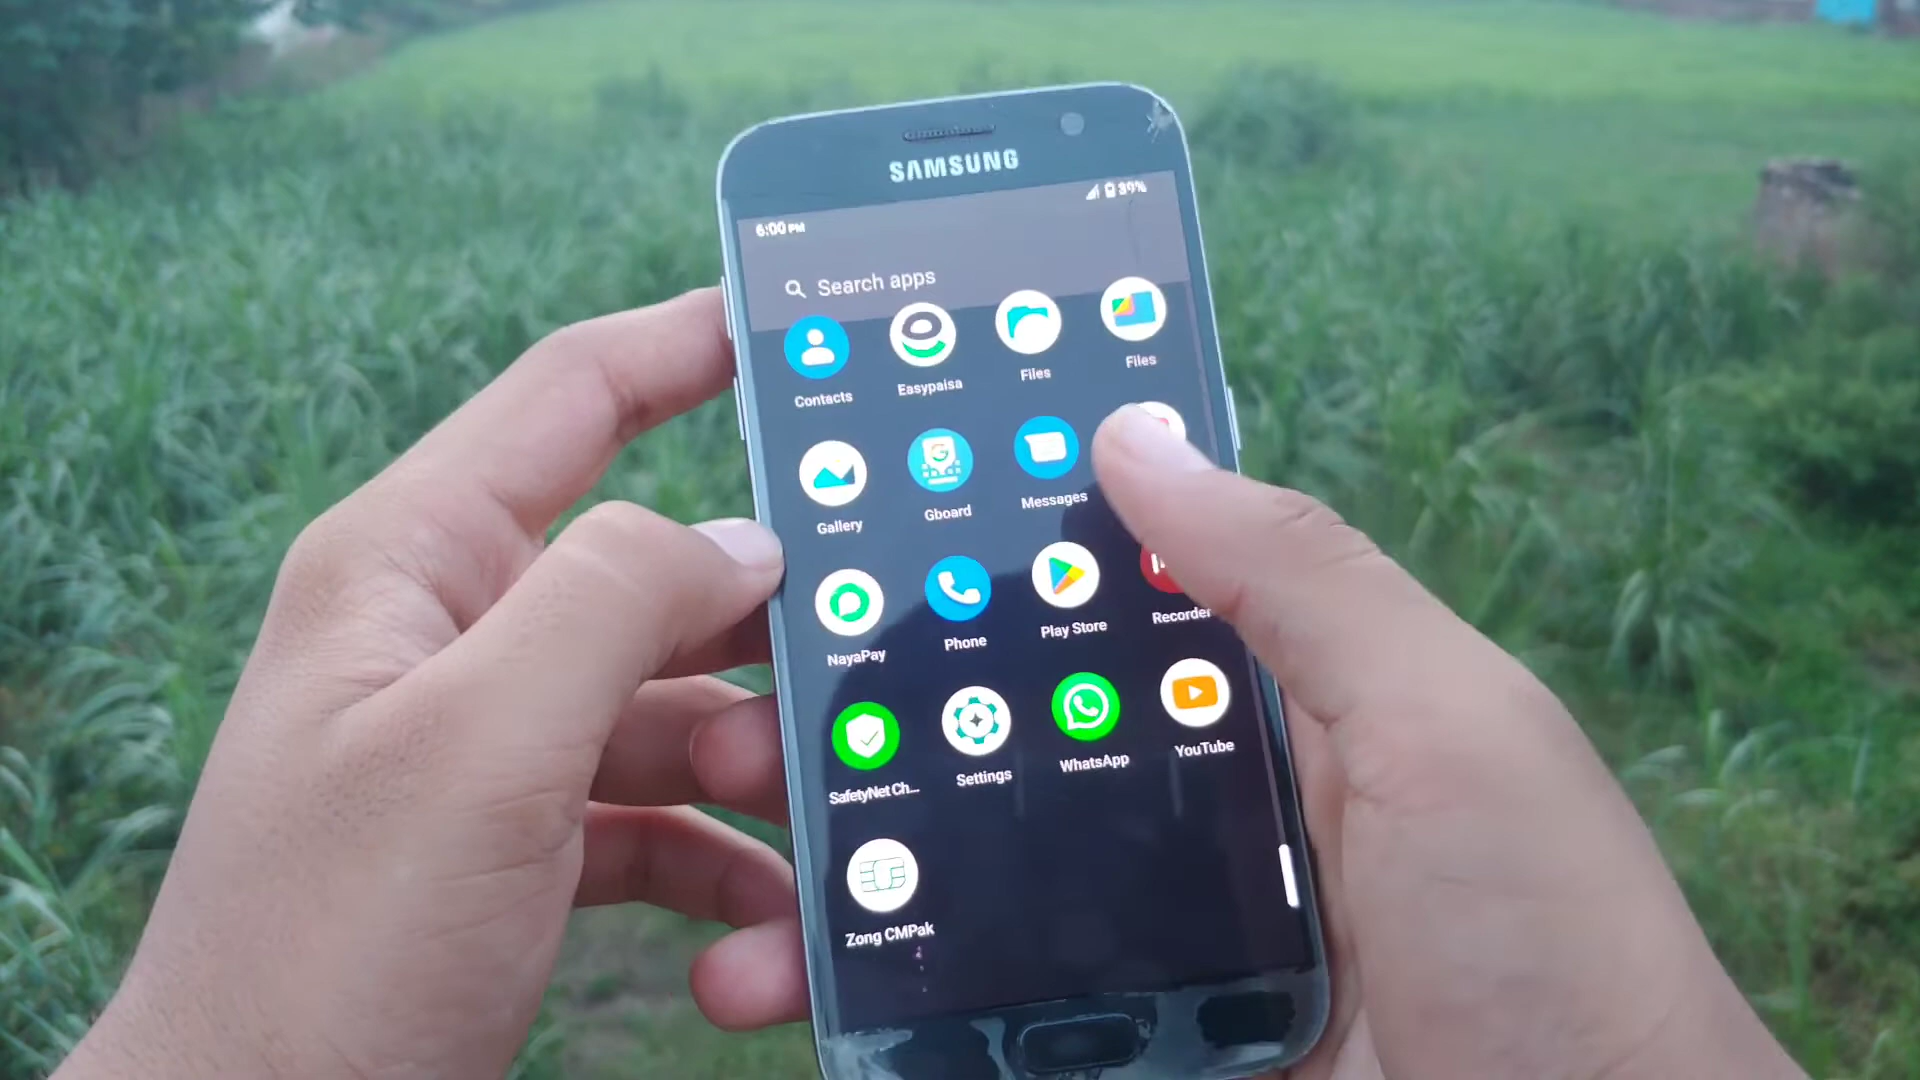 SAMSUNG
6:00 PM 39%
Search apps
Contacts Easypaisa Files Files
Gallery Gboard Messages
NayaPay Phone Play Store Recorder
SafetyNet Ch... Settings WhatsApp YouTube
Zong CMPak